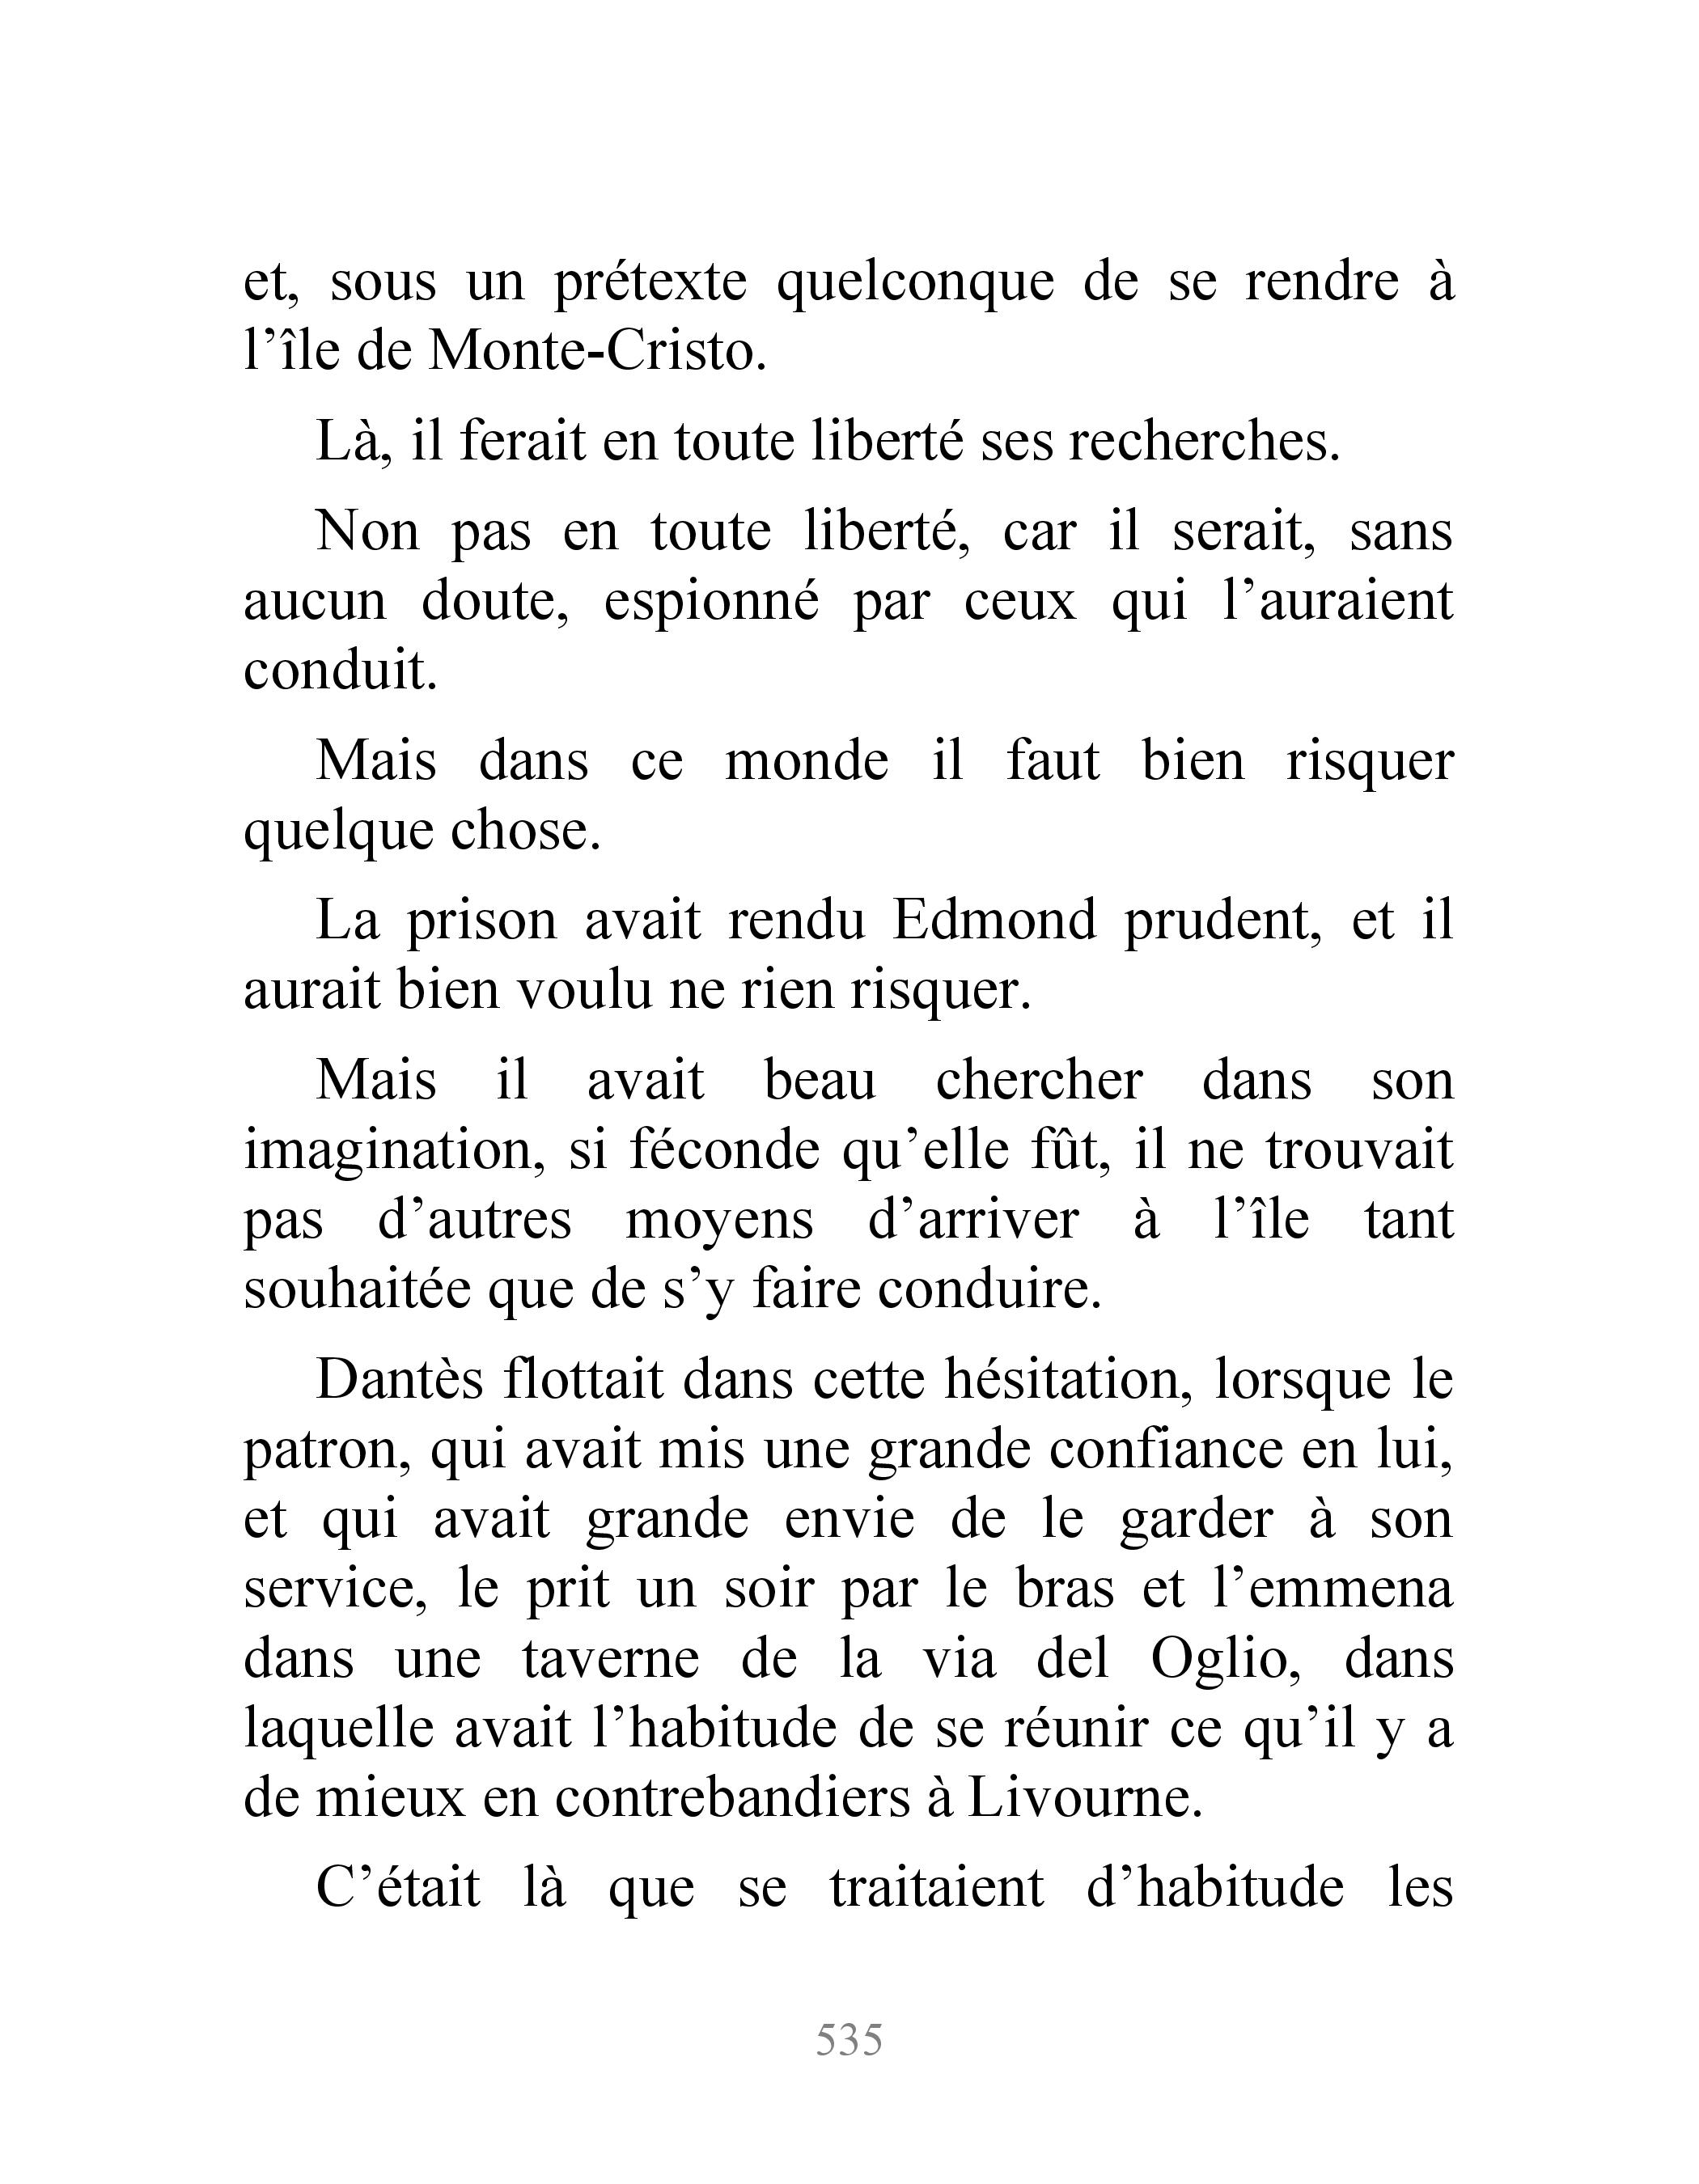 et, sous un prétexte quelconque de se rendre à
l’île de Monte-Cristo.
Là, il ferait en toute liberté ses recherches.
Non pas en toute liberté, car il serait, sans
aucun doute, espionné par ceux qui l’auraient
conduit.
Mais dans ce monde il faut bien risquer
quelque chose.
La prison avait rendu Edmond prudent, et il
aurait bien voulu ne rien risquer.
Mais il avait beau chercher dans son
imagination, si féconde qu’elle fût, il ne trouvait
pas d’autres moyens d’arriver à l’île tant
souhaitée que de s’y faire conduire.
Dantès flottait dans cette hésitation, lorsque le
patron, qui avait mis une grande confiance en lui,
et qui avait grande envie de le garder à son
service, le prit un soir par le bras et l’emmena
dans une taverne de la via del Oglio, dans
laquelle avait l’habitude de se réunir ce qu’il y a
de mieux en contrebandiers à Livourne.
C’était là que se traitaient d’habitude les
535